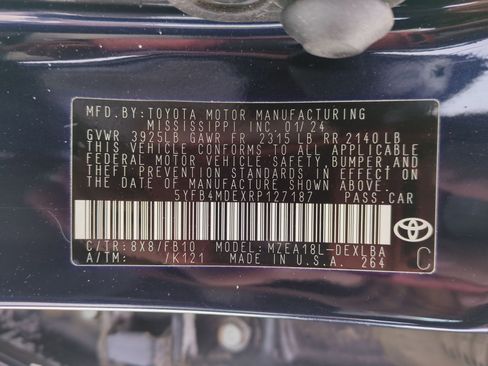 MFD.BY:TOYOTA MOTOR MANUFACTURING
MISSISSIPPI INC. 01/24
GVWR 3925LB GAWR FR 2315 LB RR 2140 LB
THIS VEHICLE CONFORMS TO ALL APPLICABLE
FEDERAL MOTOR VEHICLE SAFETY, BUMPER, AND
THEFT PREVENTION STANDARDS IN EFFECT ON
THE DATE OF MANUFACTURE SHOWN ABOVE.
5YFB4MDEXRP127187 PASS.CAR
C/TR:8X8/FB10 MODEL:MZEA18L-DEXLBA
A/TM: /K121 MADE IN U.S.A. 264
C